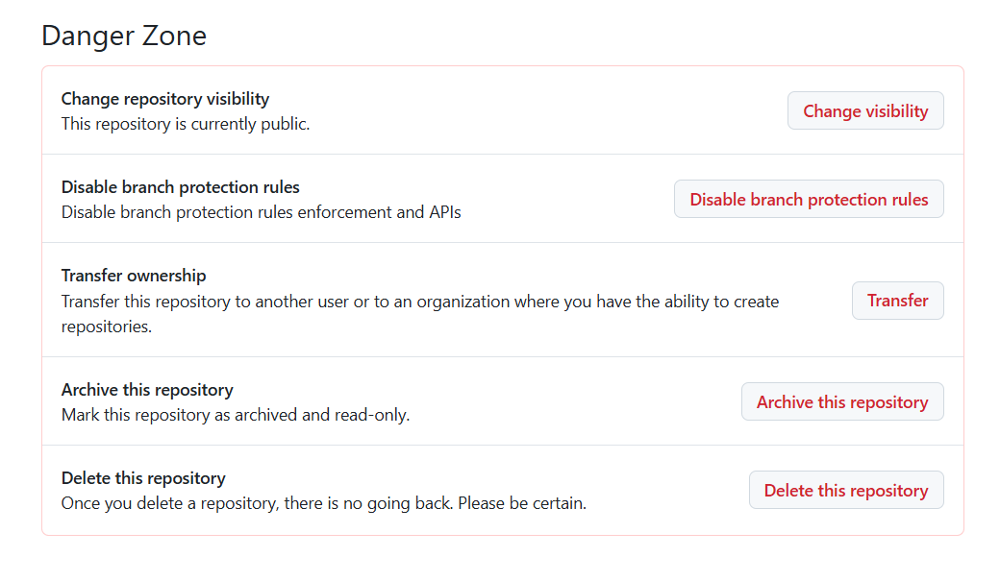 Danger Zone
Change repository visibility
This repository is currently public.
Change visibility
Disable branch protection rules
Disable branch protection rules enforcement and APIs
Disable branch protection rules
Transfer ownership
Transfer this repository to another user or to an organization where you have the ability to create
repositories.
Transfer
Archive this repository
Mark this repository as archived and read-only.
Archive this repository
Delete this repository
Once you delete a repository, there is no going back. Please be certain.
Delete this repository